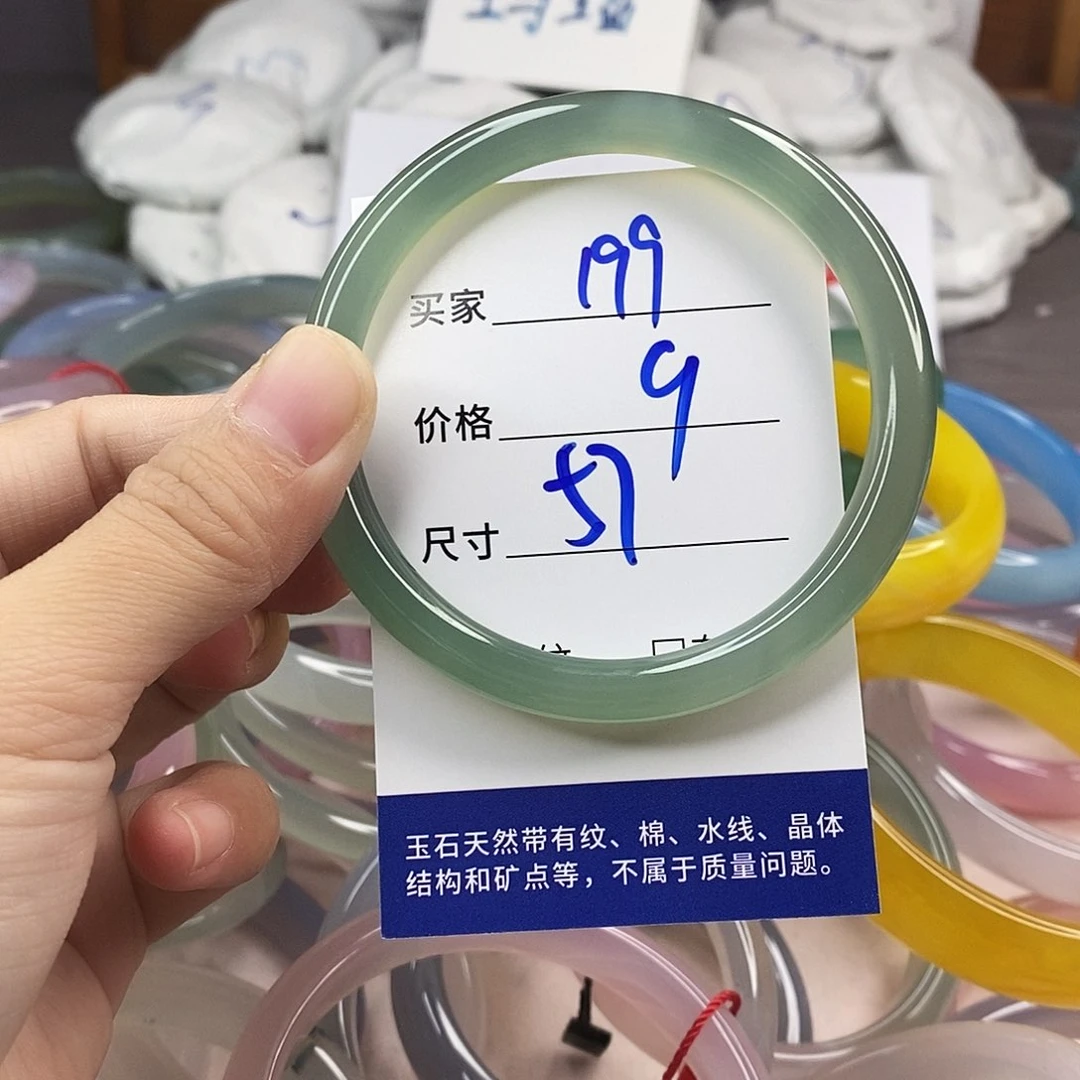 买家 199
价格 9
尺寸 57
玉石天然带有纹、棉、水线、晶体
结构和矿点等，不属于质量问题。